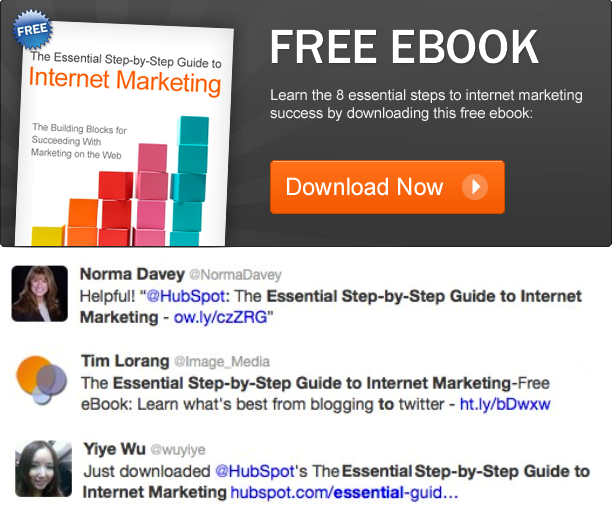 FREE
The Essential Step-by-Step Guide to
Internet Marketing
The Building Blocks for
Succeeding With
Marketing on the Web
FREE EBOOK
Learn the 8 essential steps to internet marketing
success by downloading this free ebook:
Download Now
Norma Davey @NormaDavey
Helpful! "@HubSpot: The Essential Step-by-Step Guide to Internet
Marketing - ow.ly/czZRG"
Tim Lorang @Image_Media
The Essential Step-by-Step Guide to Internet Marketing-Free
eBook: Learn what's best from blogging to twitter - ht.ly/bDwxw
Yiye Wu @wuyiye
Just downloaded @HubSpot's The Essential Step-by-Step Guide to
Internet Marketing hubspot.com/essential-guid...